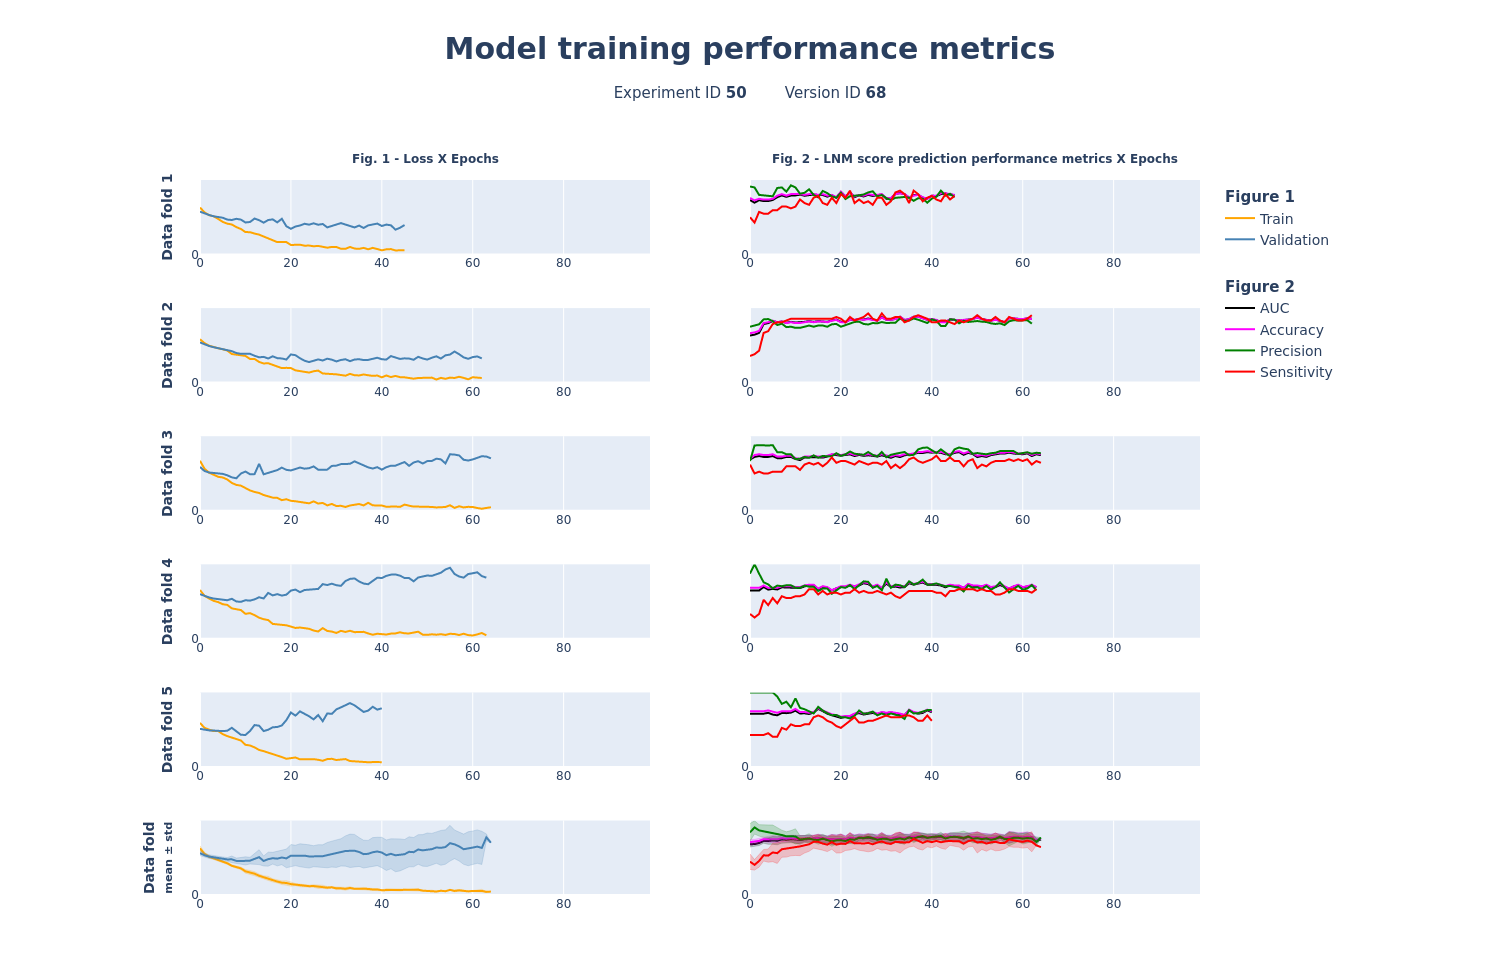 Model training performance metrics
Experiment ID 50 Version ID 68
Fig. 1 - Loss X Epochs
Fig. 2 - LNM score prediction performance metrics X Epochs
Data fold 1
0
0 20 40 60 80
0
0 20 40 60 80
Figure 1
Train
Validation
Figure 2
AUC
Accuracy
Precision
Sensitivity
Data fold 2
0
0 20 40 60 80
0
0 20 40 60 80
Data fold 3
0
0 20 40 60 80
0
0 20 40 60 80
Data fold 4
0
0 20 40 60 80
0
0 20 40 60 80
Data fold 5
0
0 20 40 60 80
0
0 20 40 60 80
Data fold
mean ± std
0
0 20 40 60 80
0
0 20 40 60 80